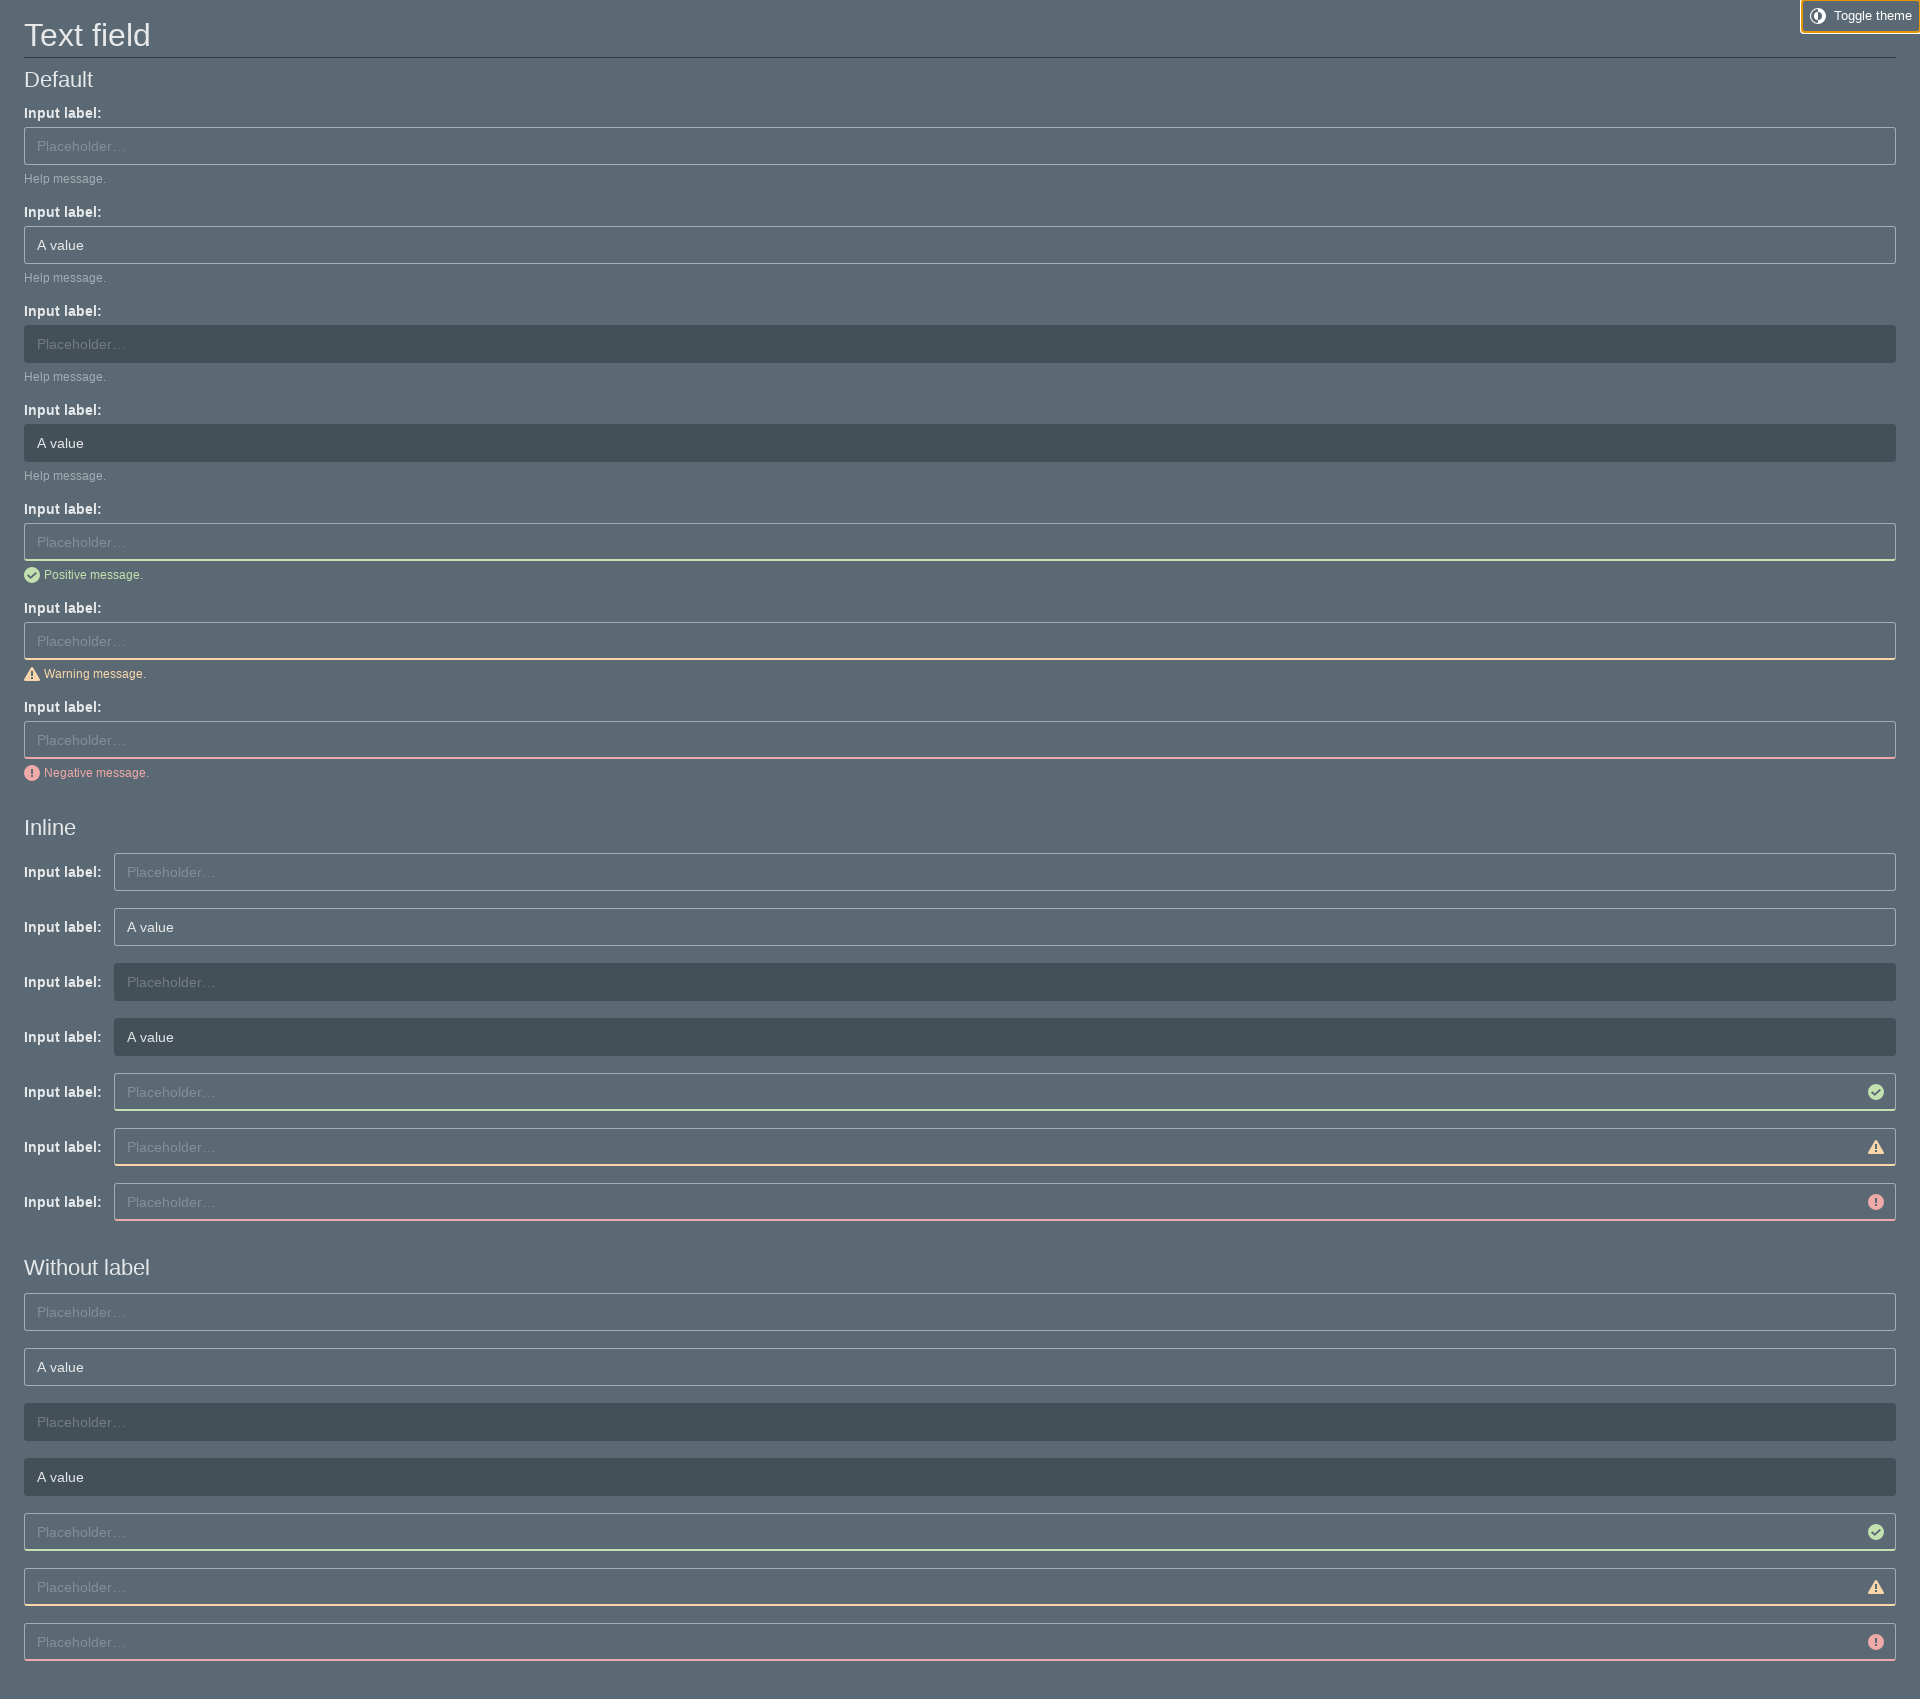 Toggle theme
Text field
Default
Input label:
Placeholder...
Help message.
Input label:
A value
Help message.
Input label:
Placeholder...
Help message.
Input label:
A value
Help message.
Input label:
Placeholder...
Positive message.
Input label:
Placeholder...
Warning message.
Input label:
Placeholder...
Negative message.
Inline
Input label: Placeholder...
Input label: A value
Input label: Placeholder...
Input label: A value
Input label: Placeholder...
Input label: Placeholder...
Input label: Placeholder...
Without label
Placeholder...
A value
Placeholder...
A value
Placeholder...
Placeholder...
Placeholder...